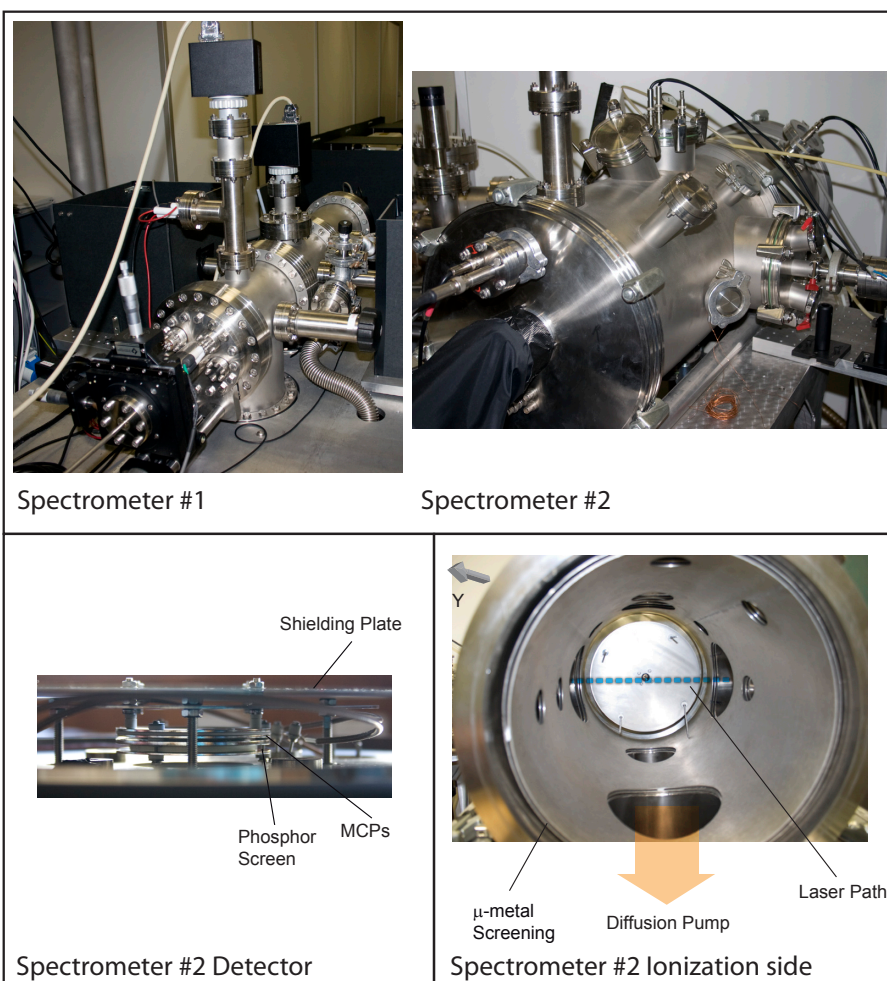 Spectrometer #1
Spectrometer #2
Shielding Plate
Phosphor
Screen
MCPs
Spectrometer #2 Detector
Y
Laser Path
μ-metal
Screening
Diffusion Pump
Spectrometer #2 Ionization side